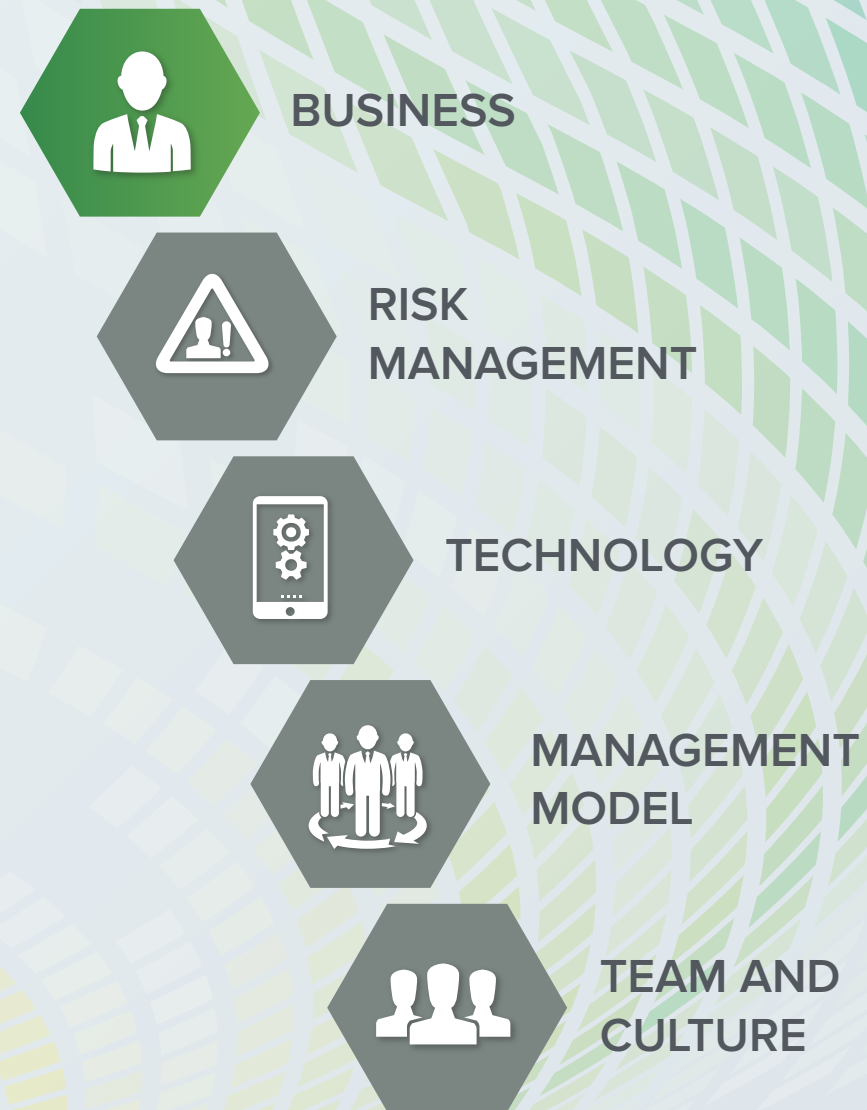 BUSINESS
RISK
MANAGEMENT
TECHNOLOGY
MANAGEMENT
MODEL
TEAM AND
CULTURE